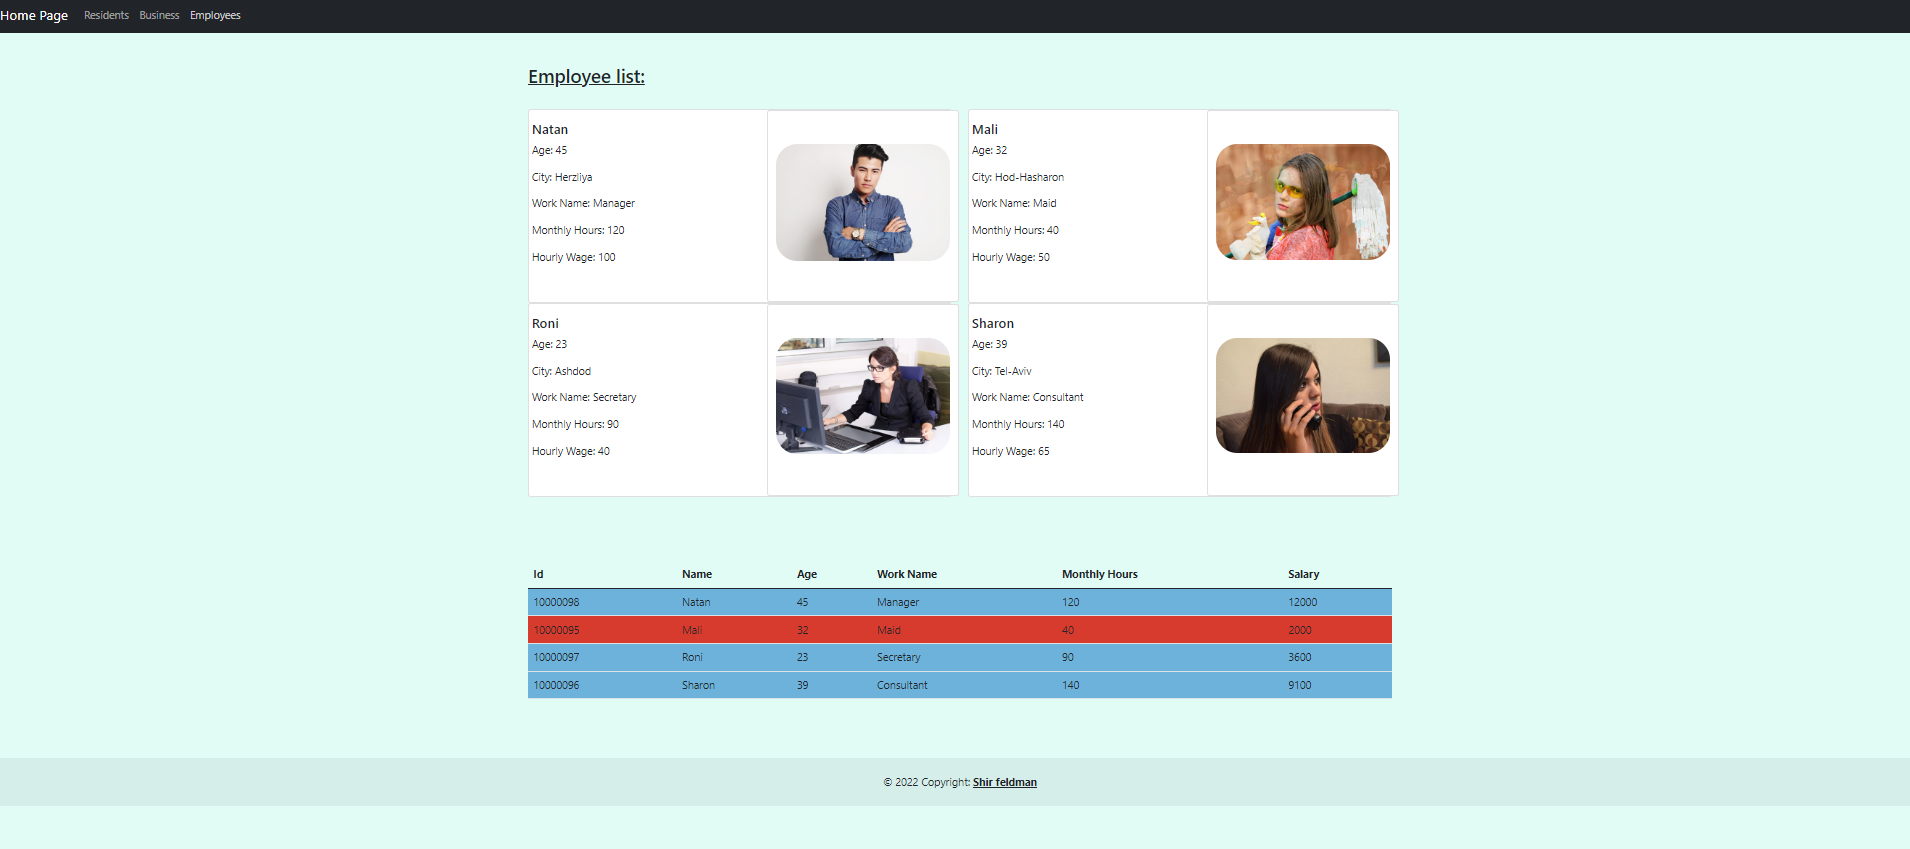 Home Page Residents Business Employees
Employee list:
Natan
Age: 45
City: Herzliya
Work Name: Manager
Monthly Hours: 120
Hourly Wage: 100
Mali
Age: 32
City: Hod-Hasharon
Work Name: Maid
Monthly Hours: 40
Hourly Wage: 50
Roni
Age: 23
City: Ashdod
Work Name: Secretary
Monthly Hours: 90
Hourly Wage: 40
Sharon
Age: 39
City: Tel-Aviv
Work Name: Consultant
Monthly Hours: 140
Hourly Wage: 65
Id Name Age Work Name Monthly Hours Salary
10000098 Natan 45 Manager 120 12000
10000095 Mali 32 Maid 40 2000
10000097 Roni 23 Secretary 90 3600
10000096 Sharon 39 Consultant 140 9100
© 2022 Copyright: Shir feldman